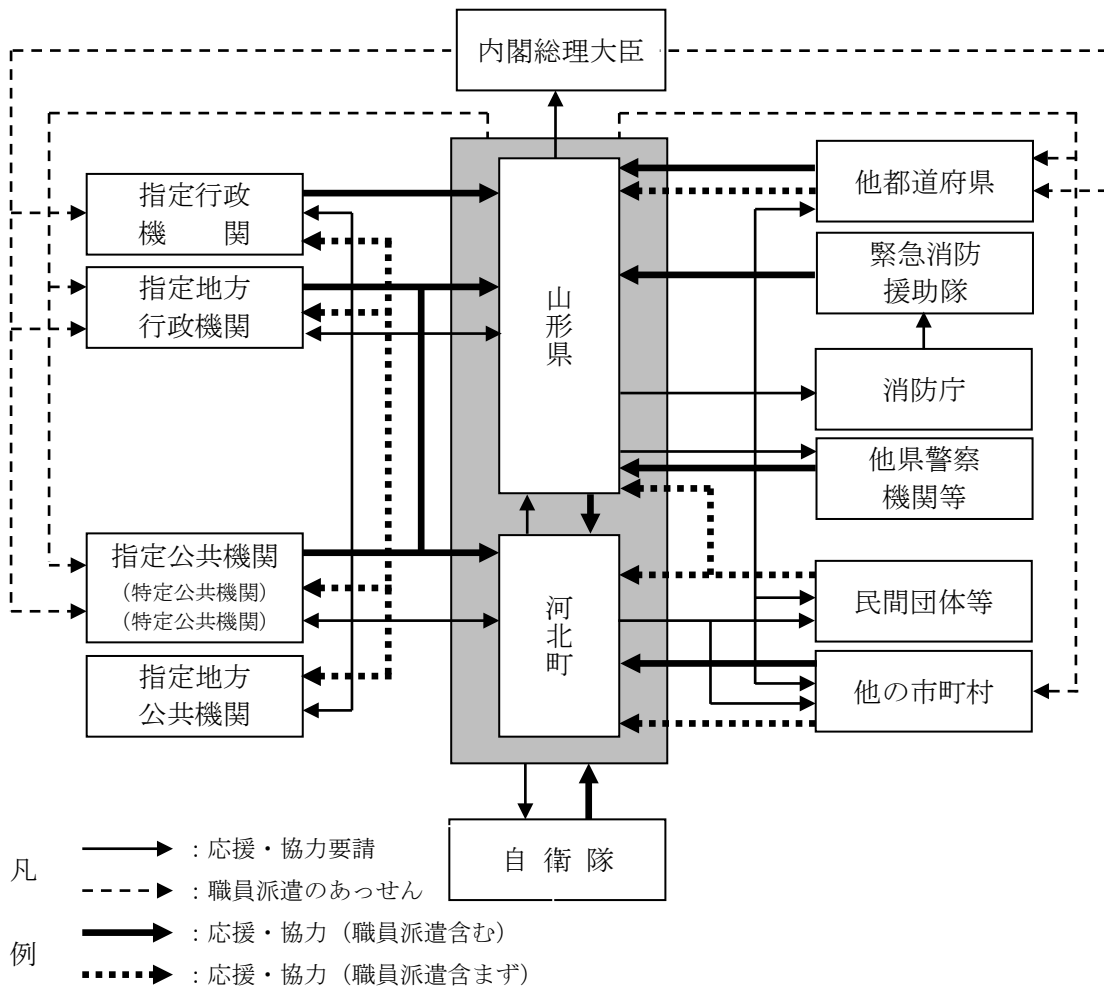 内閣総理大臣
指定行政
機　　関
指定地方
行政機関
指定公共機関
（特定公共機関）
（特定公共機関）
指定地方
公共機関
山形県
河北町
他都道府県
緊急消防
援助隊
消防庁
他県警察
機関等
民間団体等
他の市町村
自 衛 隊
凡
例
：応援・協力要請
：職員派遣のあっせん
：応援・協力（職員派遣含む）
：応援・協力（職員派遣含まず）